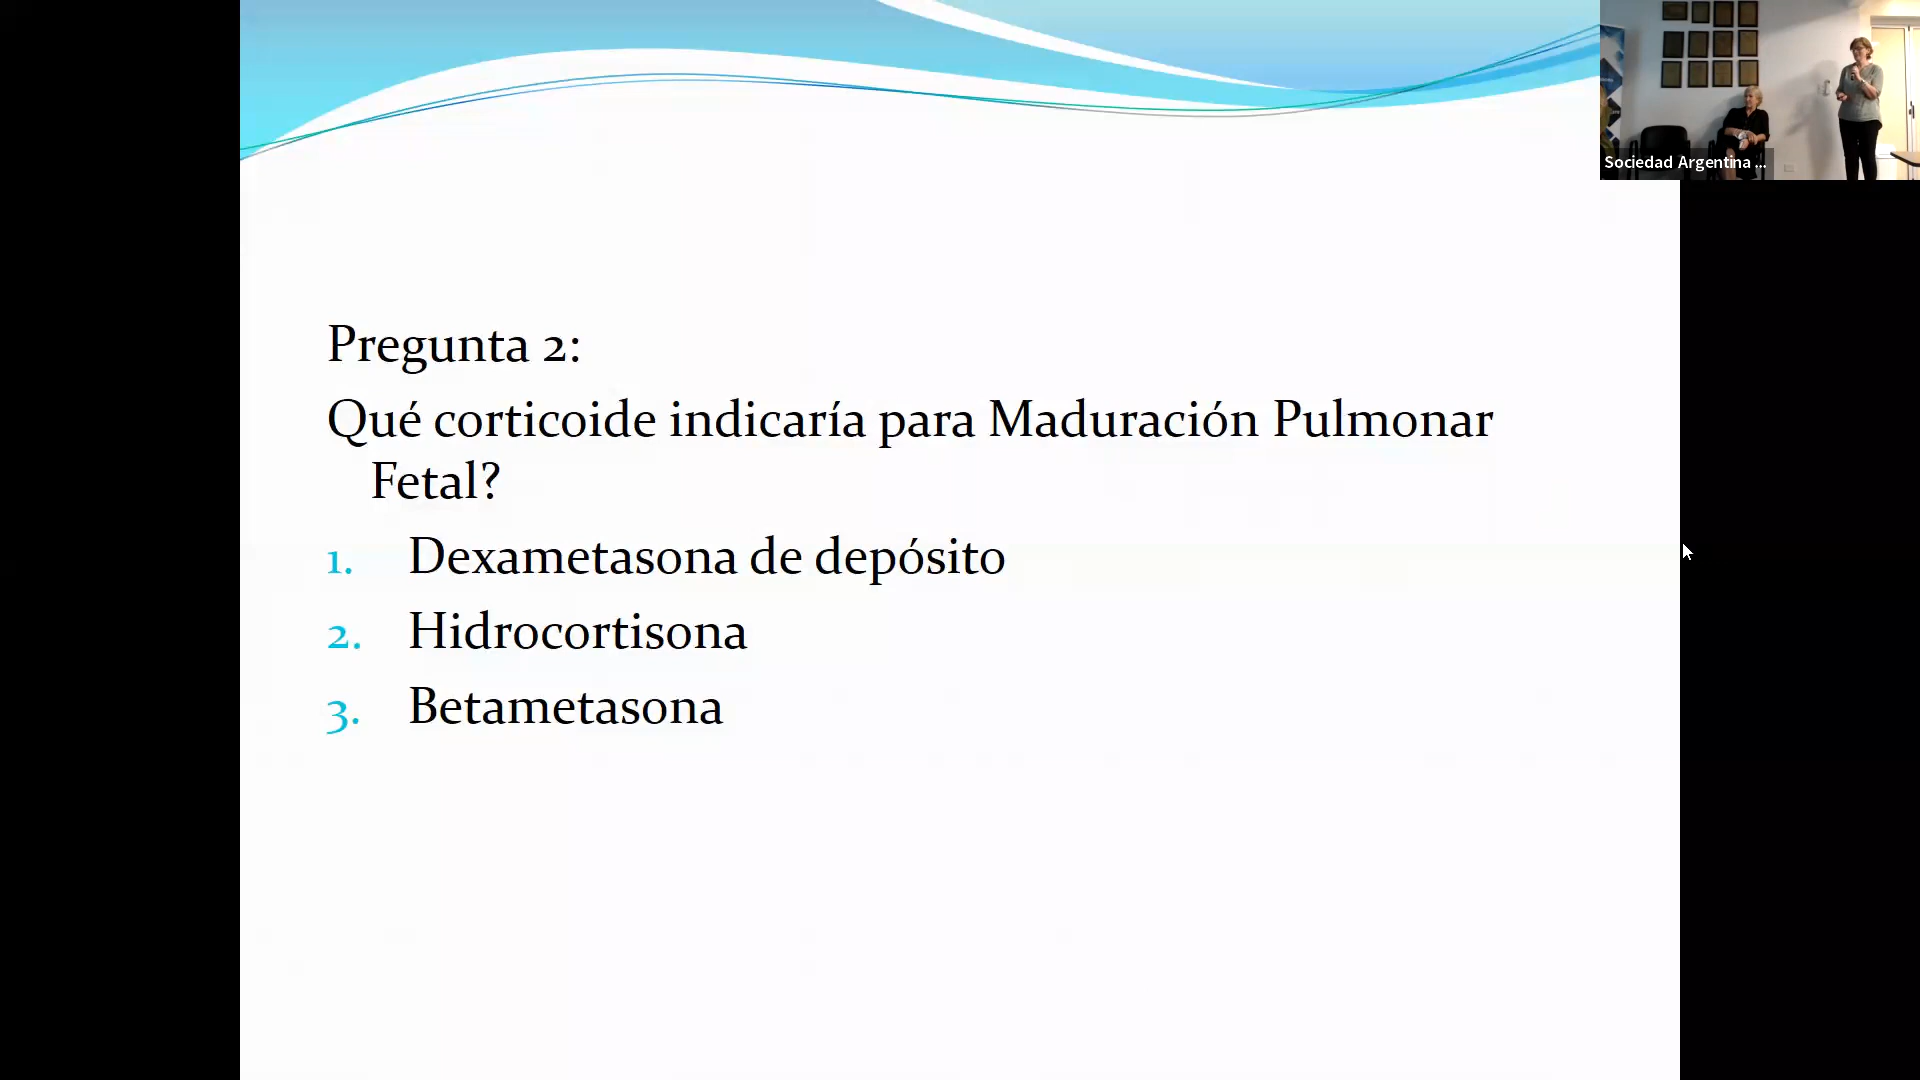 Sociedad Argentina ...
Pregunta 2:
Qué corticoide indicaría para Maduración Pulmonar
Fetal?
1. Dexametasona de depósito
2. Hidrocortisona
3. Betametasona